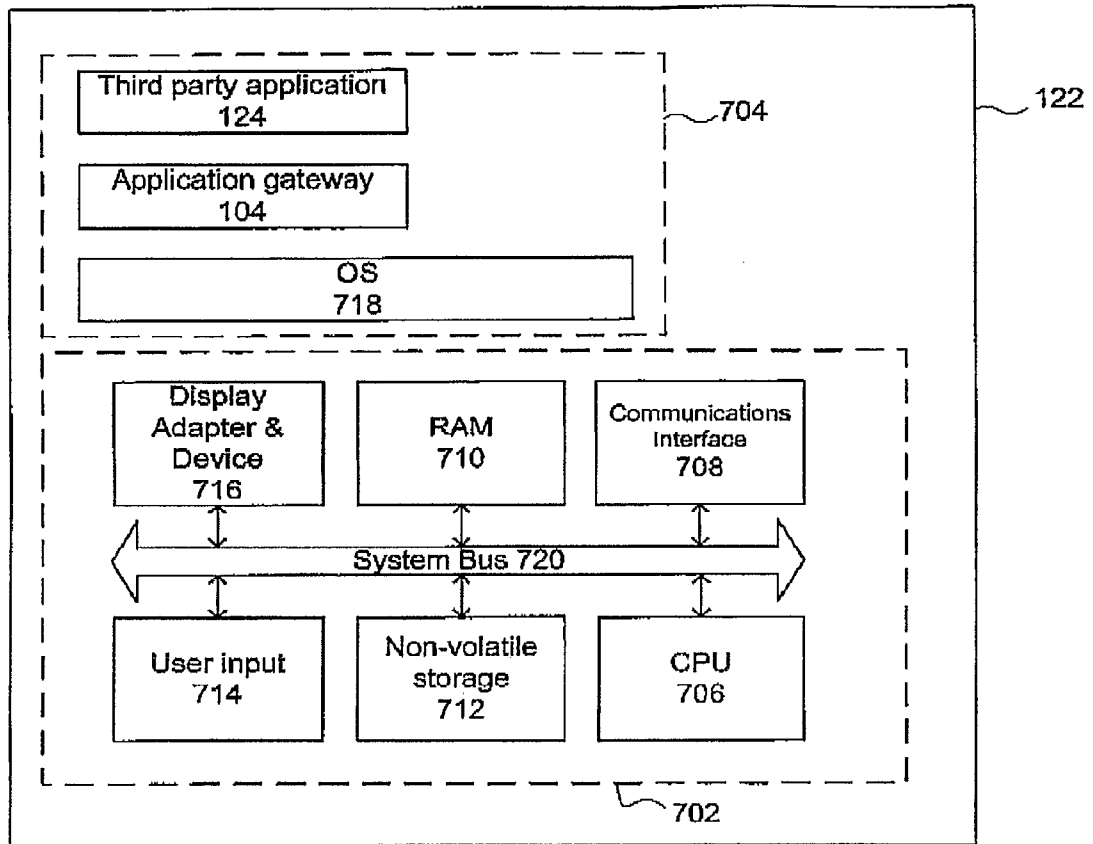 Third party application
124
704
122
Application gateway
104
OS
718
Display
Adapter &
Device
716
RAM
710
Communications
Interface
708
System Bus 720
User input
714
Non-volatile
storage
712
CPU
706
702